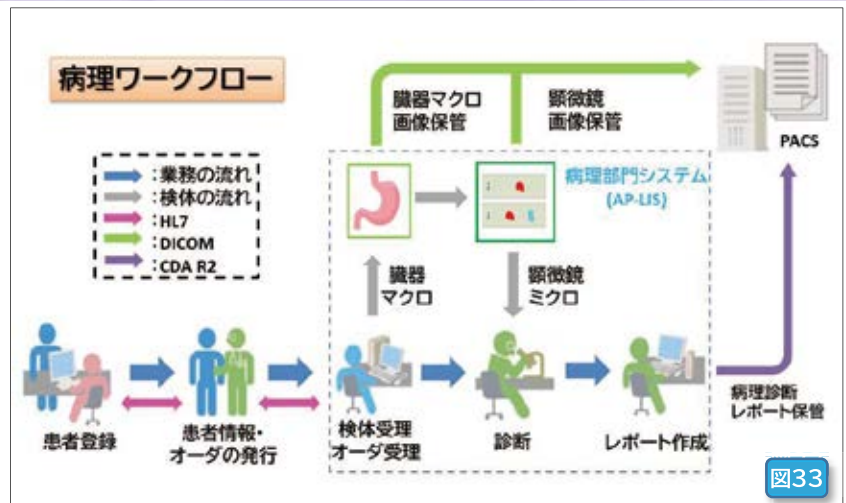 病理ワークフロー
:業務の流れ
:検体の流れ
:HL7
:DICOM
:CDA R2
臓器マクロ
画像保管
顕微鏡
画像保管
PACS
病理部門システム
(AP-LIS)
臓器
マクロ
顕微鏡
ミクロ
患者登録
患者情報・
オーダの発行
検体受理
オーダ受理
診断
レポート作成
病理診断
レポート保管
図33